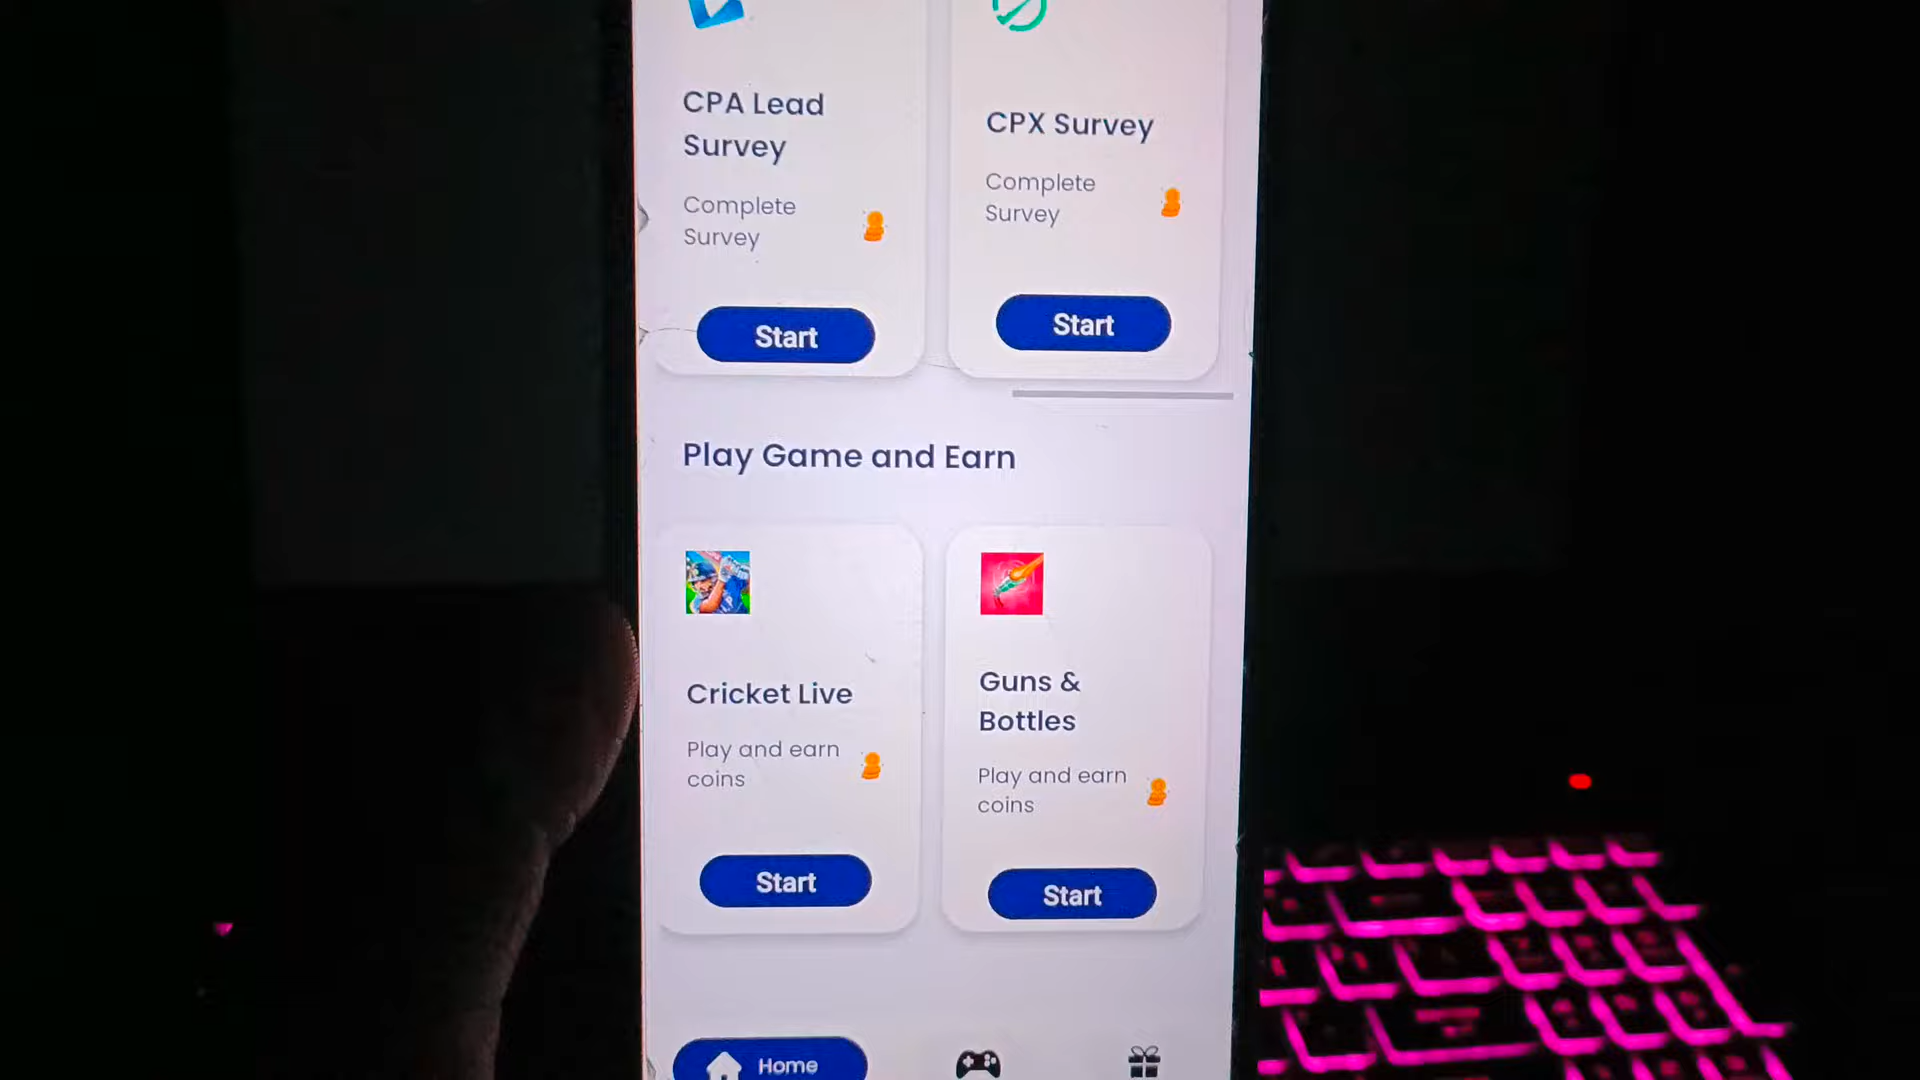 CPA Lead
Survey
Complete
Survey
Start
CPX Survey
Complete
Survey
Start
Play Game and Earn
Cricket Live
Play and earn
coins
Start
Guns &
Bottles
Play and earn
coins
Start
Home